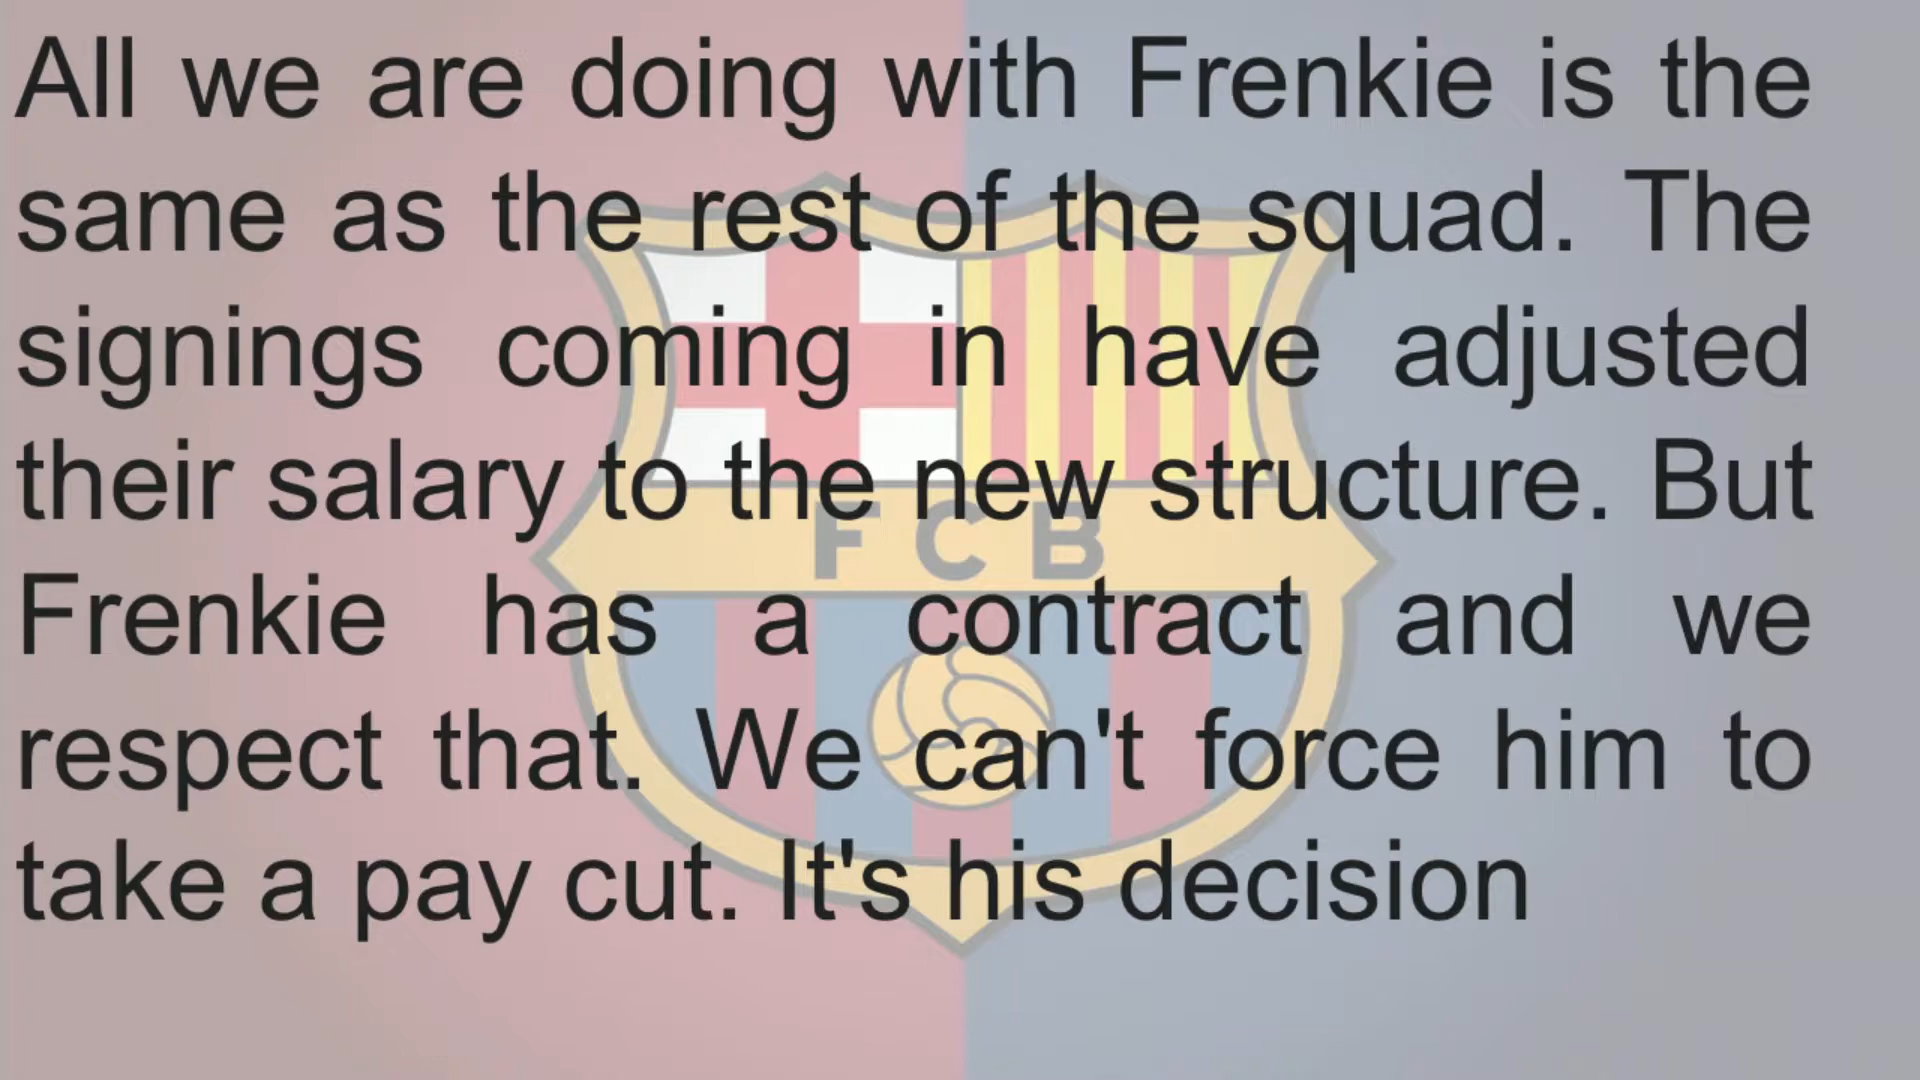 All we are doing with Frenkie is the
same as the rest of the squad. The
signings coming in have adjusted
their salary to the new structure. But
Frenkie has a contract and we
respect that. We can't force him to
take a pay cut. It's his decision
FCB